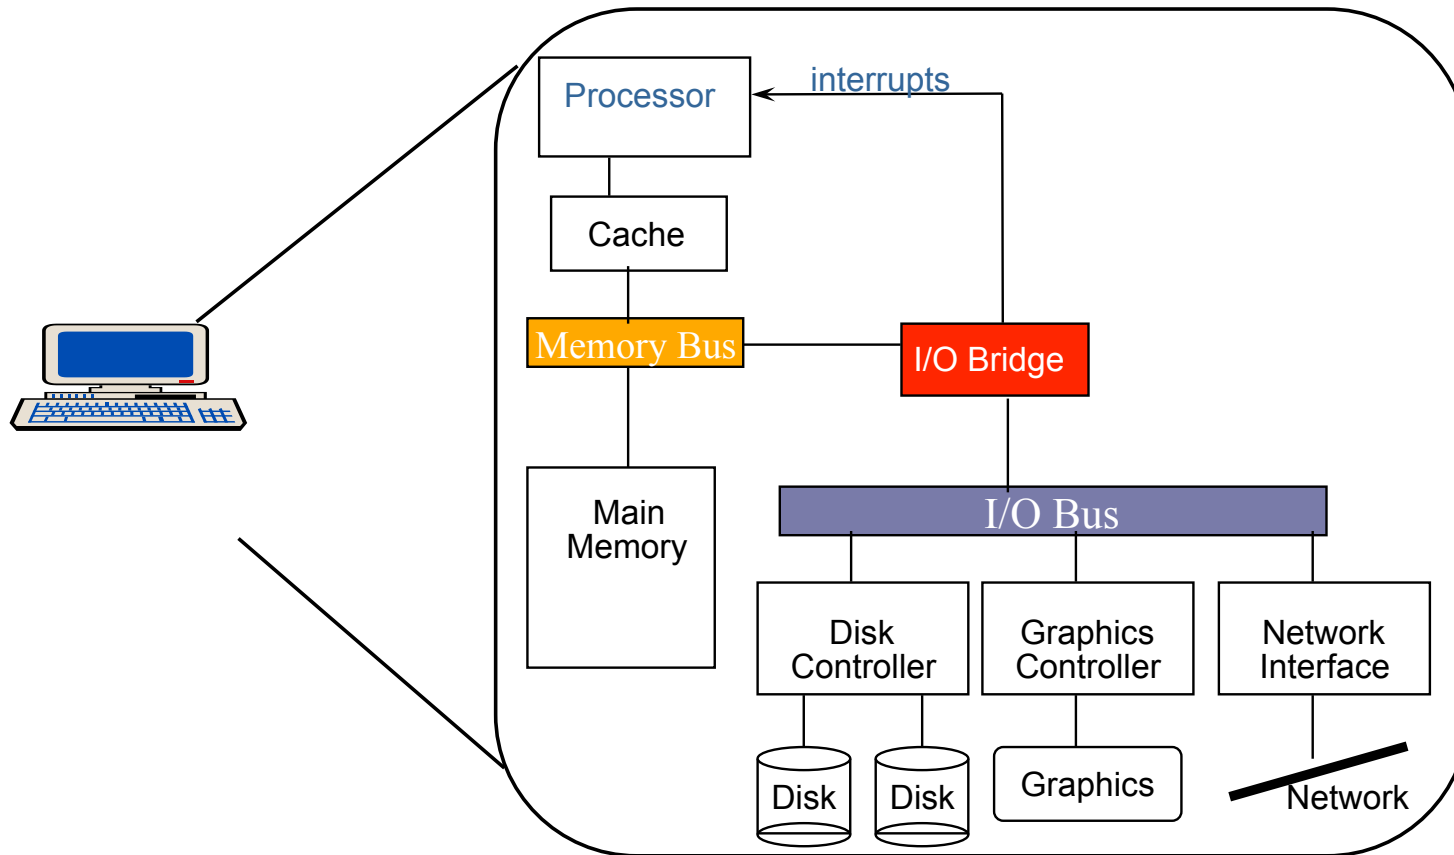 interrupts
Processor
Cache
Memory Bus
I/O Bridge
Main
Memory
I/O Bus
Disk
Controller
Graphics
Controller
Network
Interface
Disk
Disk
Graphics
Network